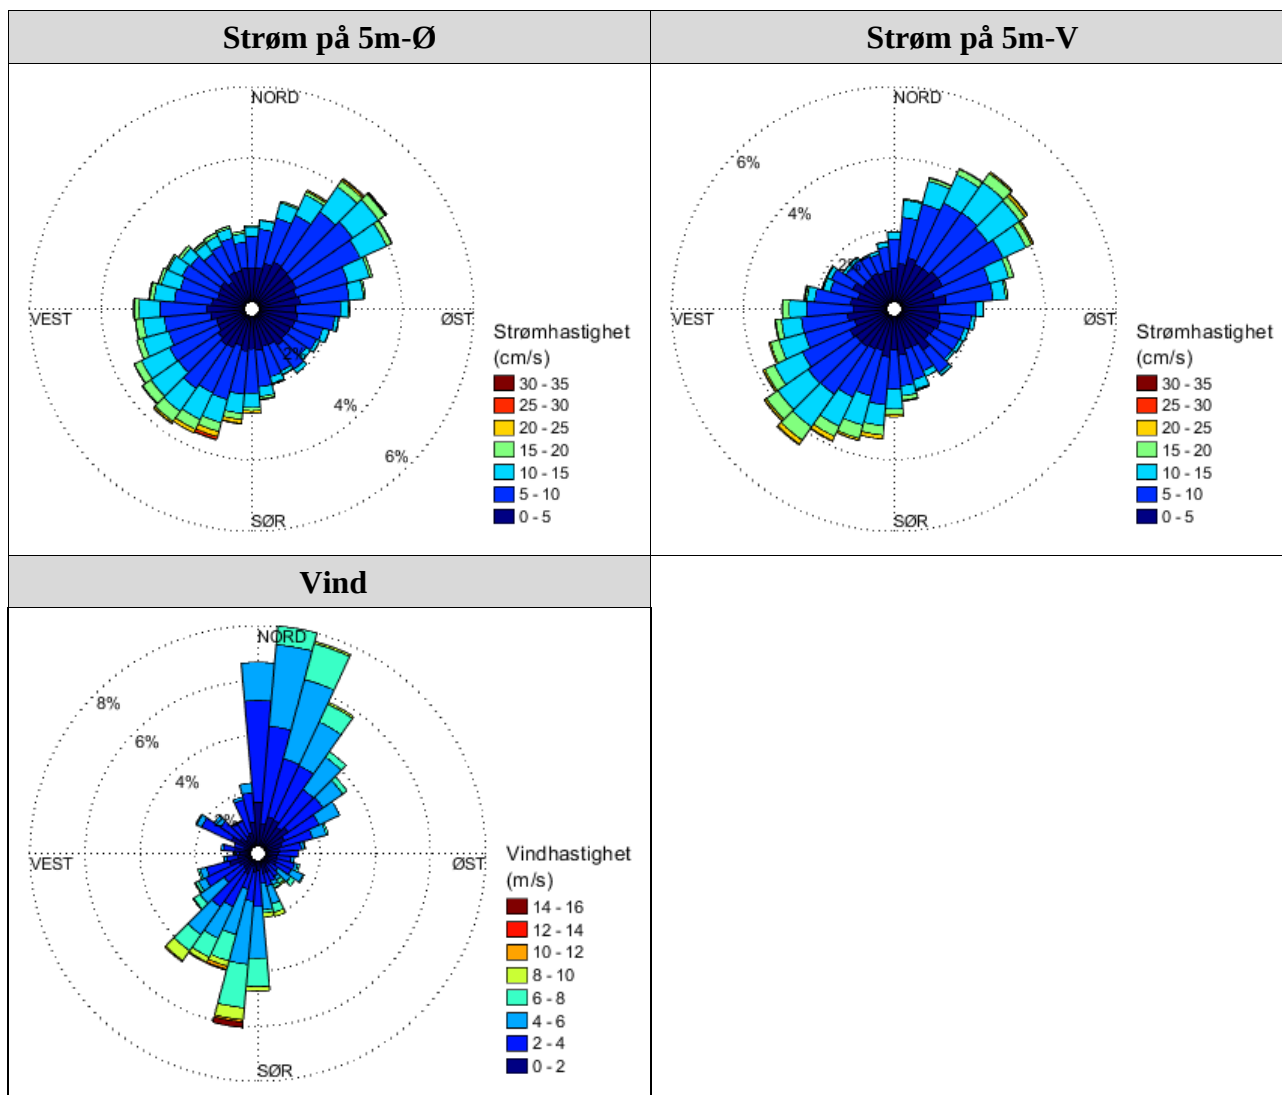 Strøm på 5m-Ø
Strøm på 5m-V
NORD
VEST
ØST
SØR
2%
4%
6%
Strømhastighet
(cm/s)
30 - 35
25 - 30
20 - 25
15 - 20
10 - 15
5 - 10
0 - 5
NORD
6%
4%
2%
VEST
ØST
SØR
Strømhastighet
(cm/s)
30 - 35
25 - 30
20 - 25
15 - 20
10 - 15
5 - 10
0 - 5
Vind
NORD
8%
6%
4%
2%
VEST
ØST
SØR
Vindhastighet
(m/s)
14 - 16
12 - 14
10 - 12
8 - 10
6 - 8
4 - 6
2 - 4
0 - 2